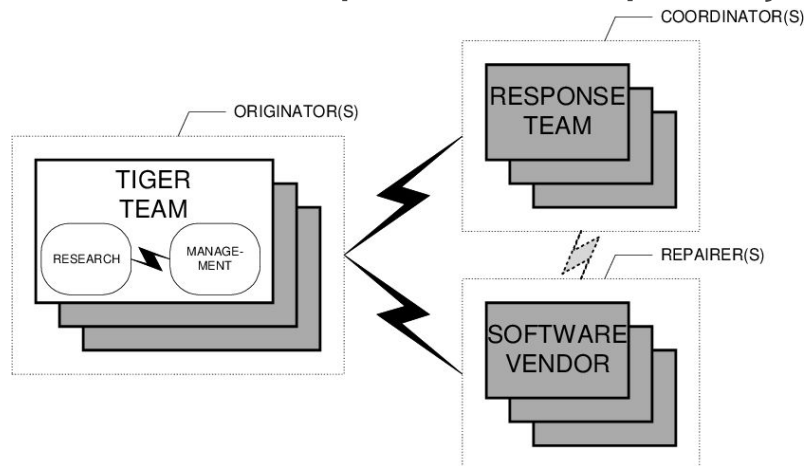 COORDINATOR(S)
RESPONSE
TEAM
ORIGINATOR(S)
TIGER
TEAM
RESEARCH
MANAGE-
MENT
REPAIRER(S)
SOFTWARE
VENDOR